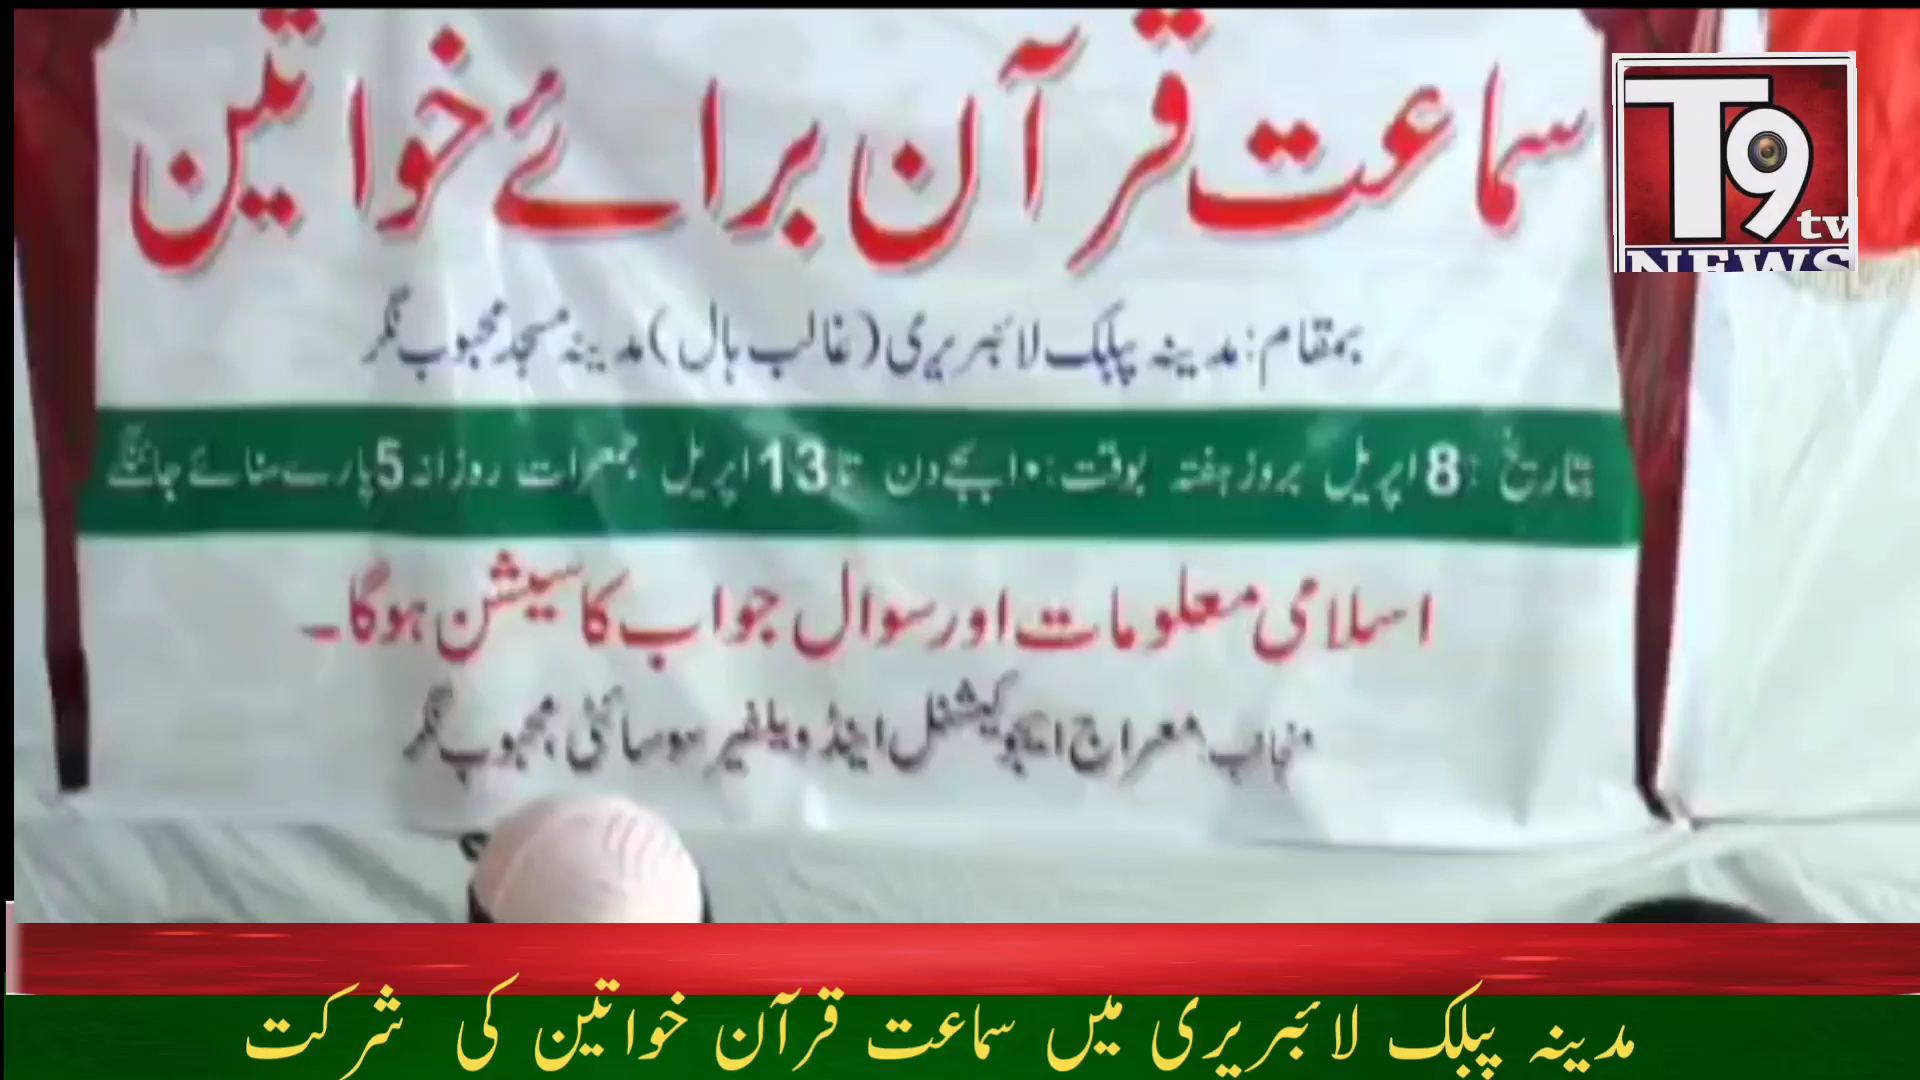 سماعت قرآن برائے خواتین
بمقام: مدینہ پبلک لائبریری (غالب ہال) مدینہ مسجد محبوب نگر
بتاریخ: 8 اپریل بروز ہفتہ بوقت: ۱۰ بجے دن تا 13 اپریل جمعرات روزانہ 5 پارے سنائے جائینگے
اسلامی معلومات اور سوال جواب کا سیشن ہوگا۔
منجانب: معراج ایجوکیشنل اینڈ ویلفیر سوسائٹی، محبوب نگر
T9
tv
NEWS
مدینہ پبلک لائبریری میں سماعت قرآن خواتین کی شرکت